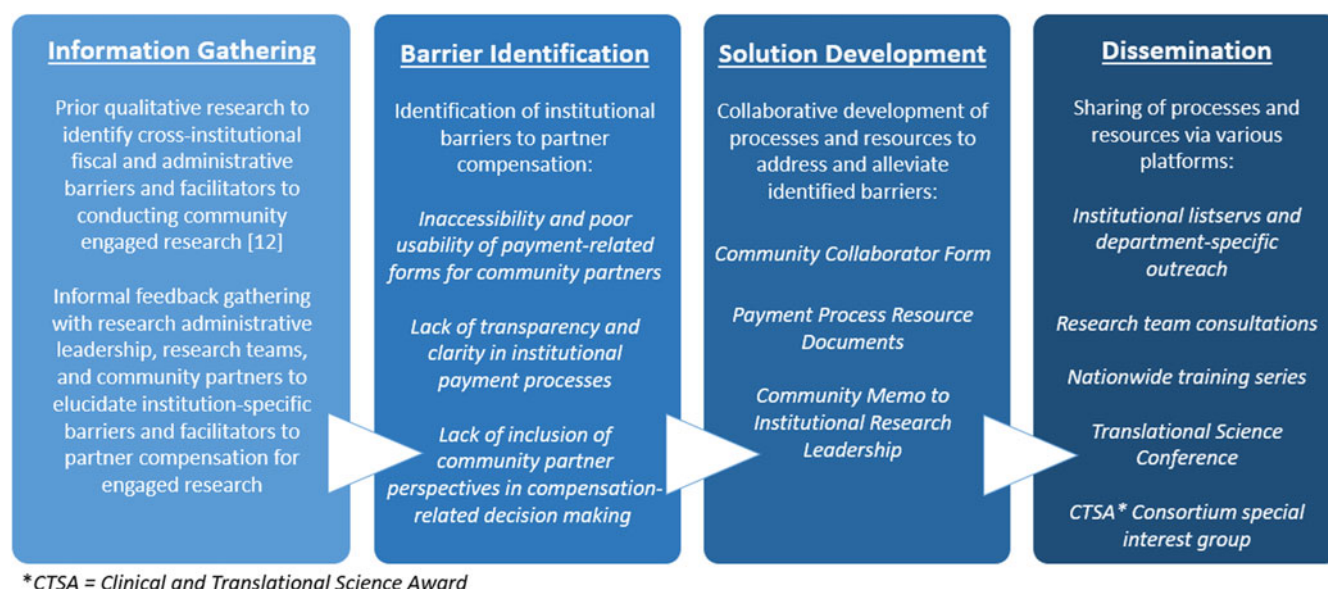 Information Gathering
Prior qualitative research to
identify cross-institutional
fiscal and administrative
barriers and facilitators to
conducting community
engaged research [12]
Informal feedback gathering
with research administrative
leadership, research teams,
and community partners to
elucidate institution-specific
barriers and facilitators to
partner compensation for
engaged research
Barrier Identification
Identification of institutional
barriers to partner
compensation:
Inaccessibility and poor
usability of payment-related
forms for community partners
Lack of transparency and
clarity in institutional
payment processes
Lack of inclusion of
community partner
perspectives in compensation-
related decision making
Solution Development
Collaborative development of
processes and resources to
address and alleviate
identified barriers:
Community Collaborator Form
Payment Process Resource
Documents
Community Memo to
Institutional Research
Leadership
Dissemination
Sharing of processes and
resources via various
platforms:
Institutional listservs and
department-specific
outreach
Research team consultations
Nationwide training series
Translational Science
Conference
CTSA* Consortium special
interest group
*CTSA = Clinical and Translational Science Award